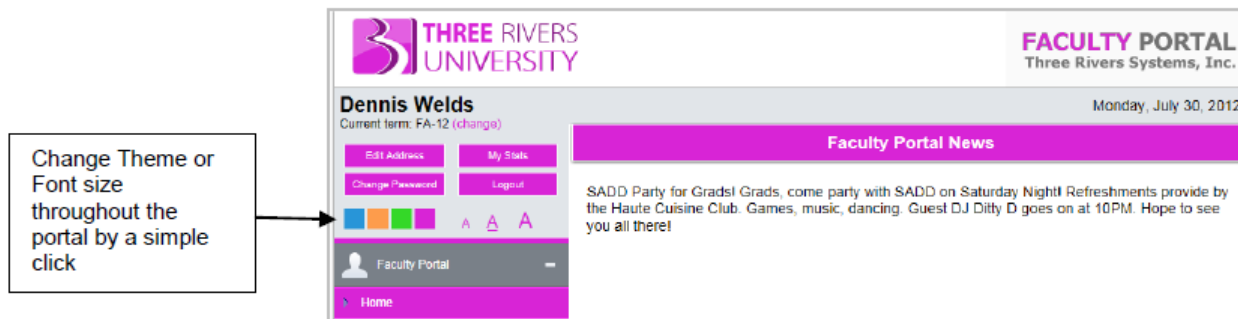 THREE RIVERS
UNIVERSITY
FACULTY PORTAL
Three Rivers Systems, Inc.
Dennis Welds
Current term: FA-12 (change)
Monday, July 30, 2012
Change Theme or
Font size
throughout the
portal by a simple
click
Edit Address
My Stats
Change Password
Logout
A A A
Faculty Portal
Home
Faculty Portal News
SADD Party for Grads! Grads, come party with SADD on Saturday Night! Refreshments provide by
the Haute Cuisine Club. Games, music, dancing. Guest DJ Ditty D goes on at 10PM. Hope to see
you all there!